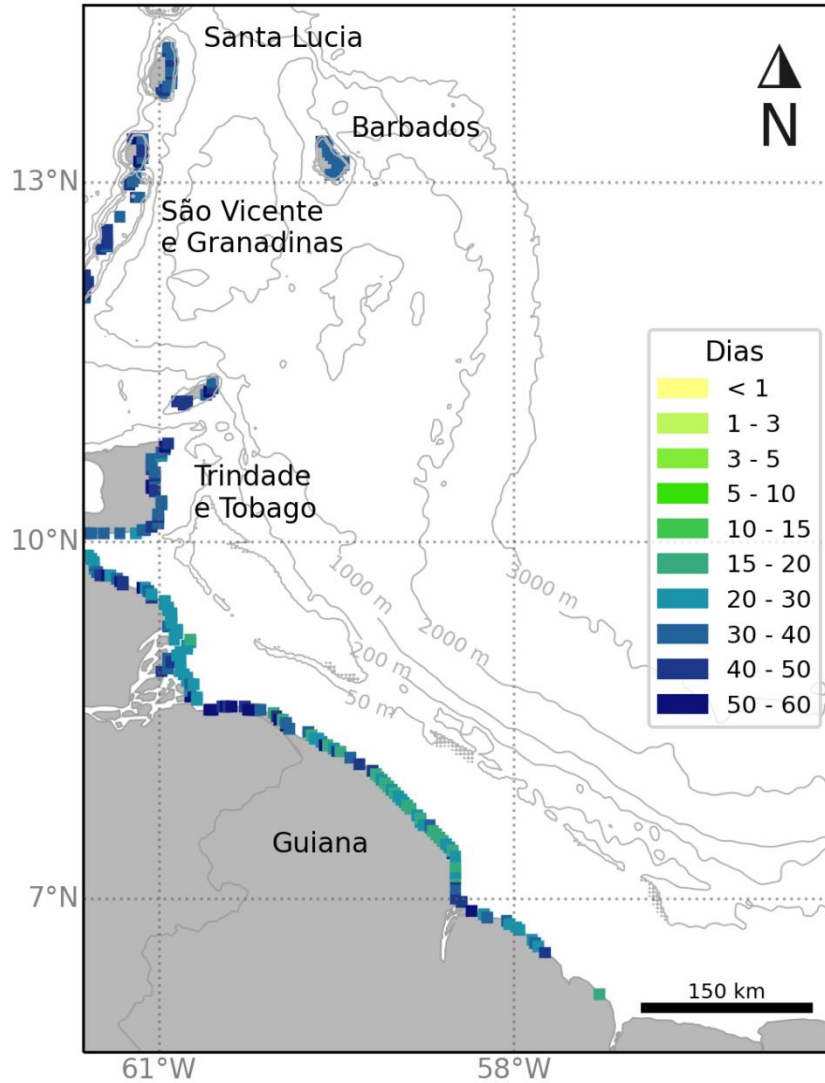 Santa Lucia
N
Barbados
13°N
São Vicente
e Granadinas
Dias
< 1
1 - 3
3 - 5
5 - 10
10 - 15
15 - 20
20 - 30
30 - 40
40 - 50
50 - 60
Trindade
e Tobago
10°N
1000 m
3000 m
2000 m
200 m
50 m
Guiana
7°N
150 km
61°W
58°W